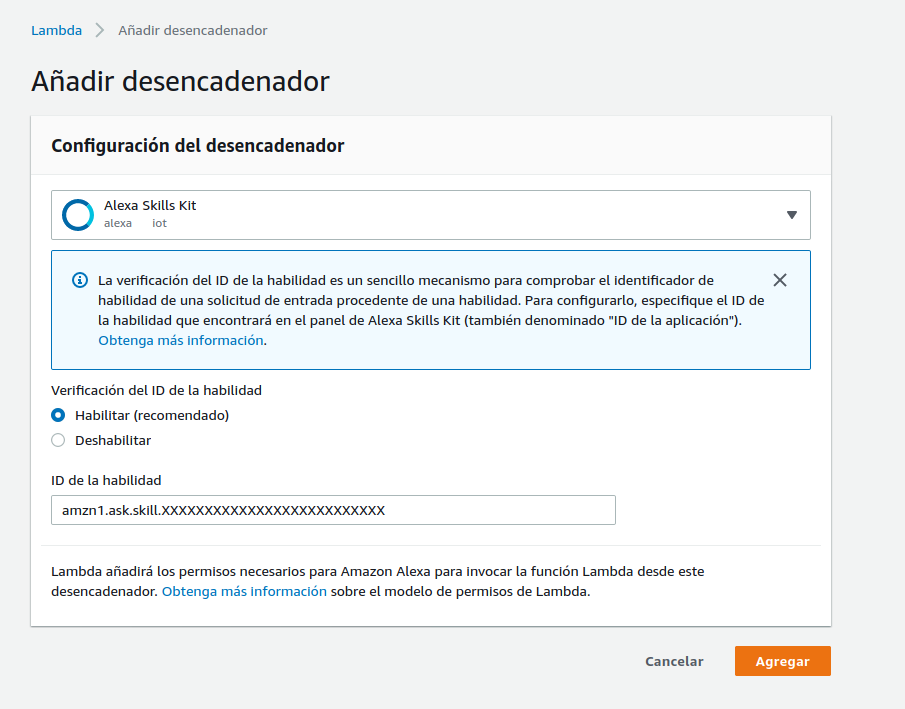 Lambda > Añadir desencadenador
Añadir desencadenador
Configuración del desencadenador
Alexa Skills Kit
alexa iot
La verificación del ID de la habilidad es un sencillo mecanismo para comprobar el identificador de
habilidad de una solicitud de entrada procedente de una habilidad. Para configurarlo, especifique el ID de
la habilidad que encontrará en el panel de Alexa Skills Kit (también denominado "ID de la aplicación").
Obtenga más información.
Verificación del ID de la habilidad
Habilitar (recomendado)
Deshabilitar
ID de la habilidad
amzn1.ask.skill.XXXXXXXXXXXXXXXXXXXXXXXXXX
Lambda añadirá los permisos necesarios para Amazon Alexa para invocar la función Lambda desde este
desencadenador. Obtenga más información sobre el modelo de permisos de Lambda.
Cancelar
Agregar